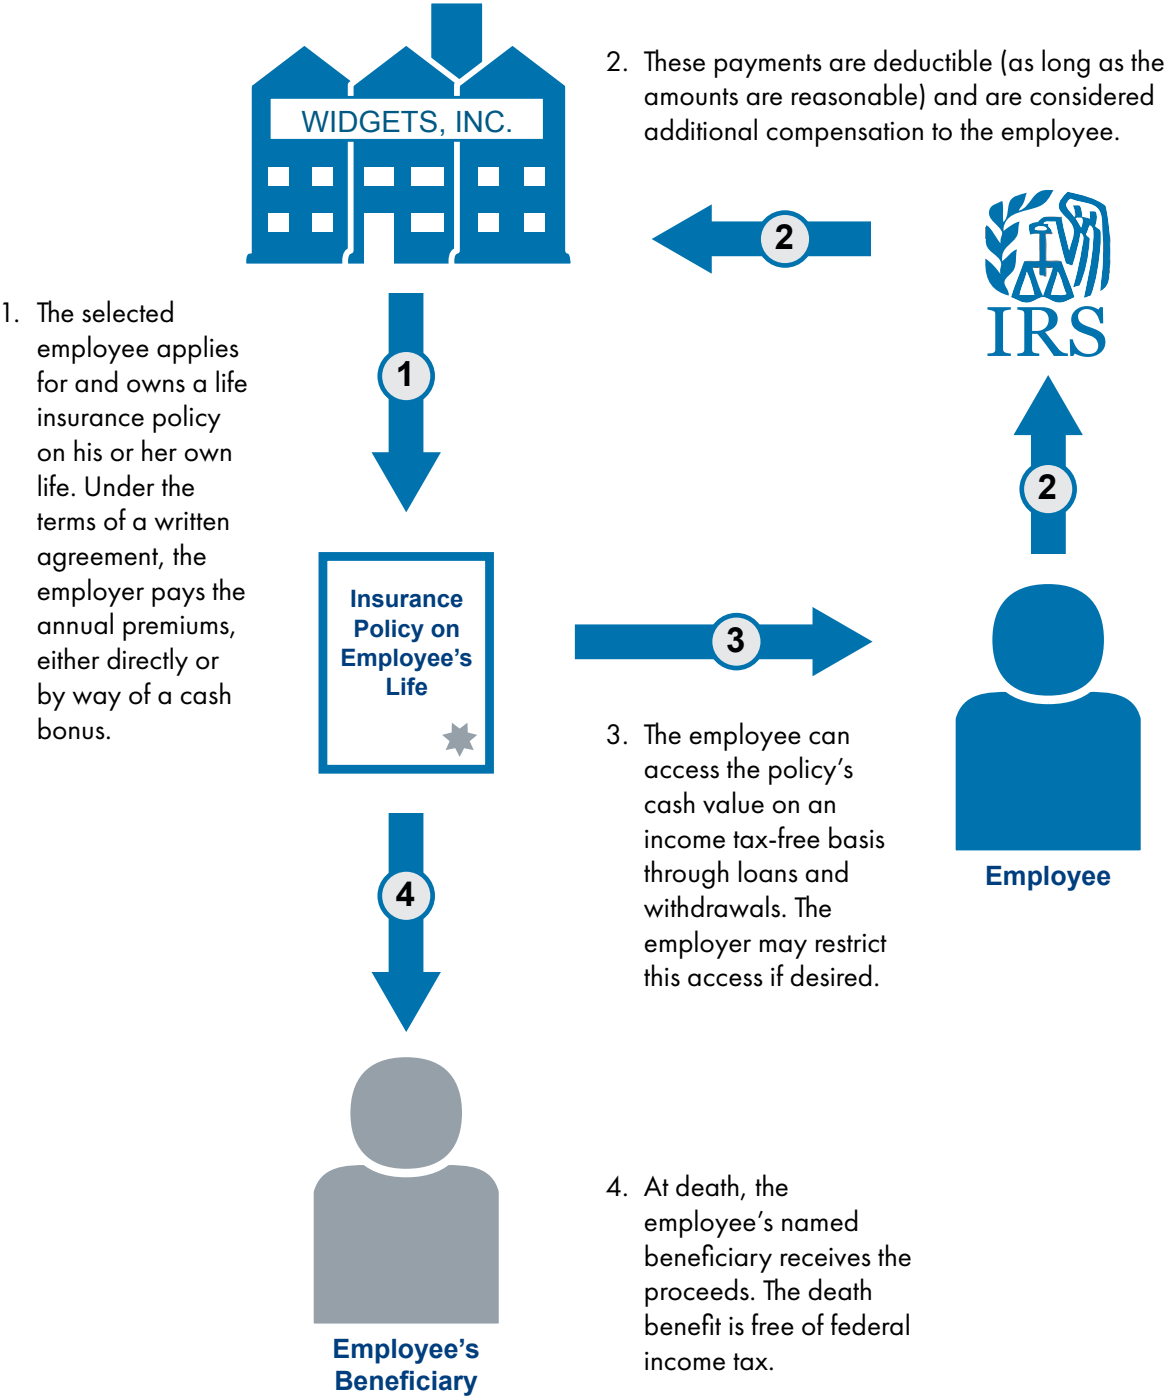 WIDGETS, INC.
2. These payments are deductible (as long as the
amounts are reasonable) and are considered
additional compensation to the employee.
2
IRS
1. The selected
employee applies
for and owns a life
insurance policy
on his or her own
life. Under the
terms of a written
agreement, the
employer pays the
annual premiums,
either directly or
by way of a cash
bonus.
1
2
Insurance
Policy on
Employee's
Life
3
3. The employee can
access the policy's
cash value on an
income tax-free basis
through loans and
withdrawals. The
employer may restrict
this access if desired.
Employee
4
4. At death, the
employee's named
beneficiary receives the
proceeds. The death
benefit is free of federal
income tax.
Employee's
Beneficiary